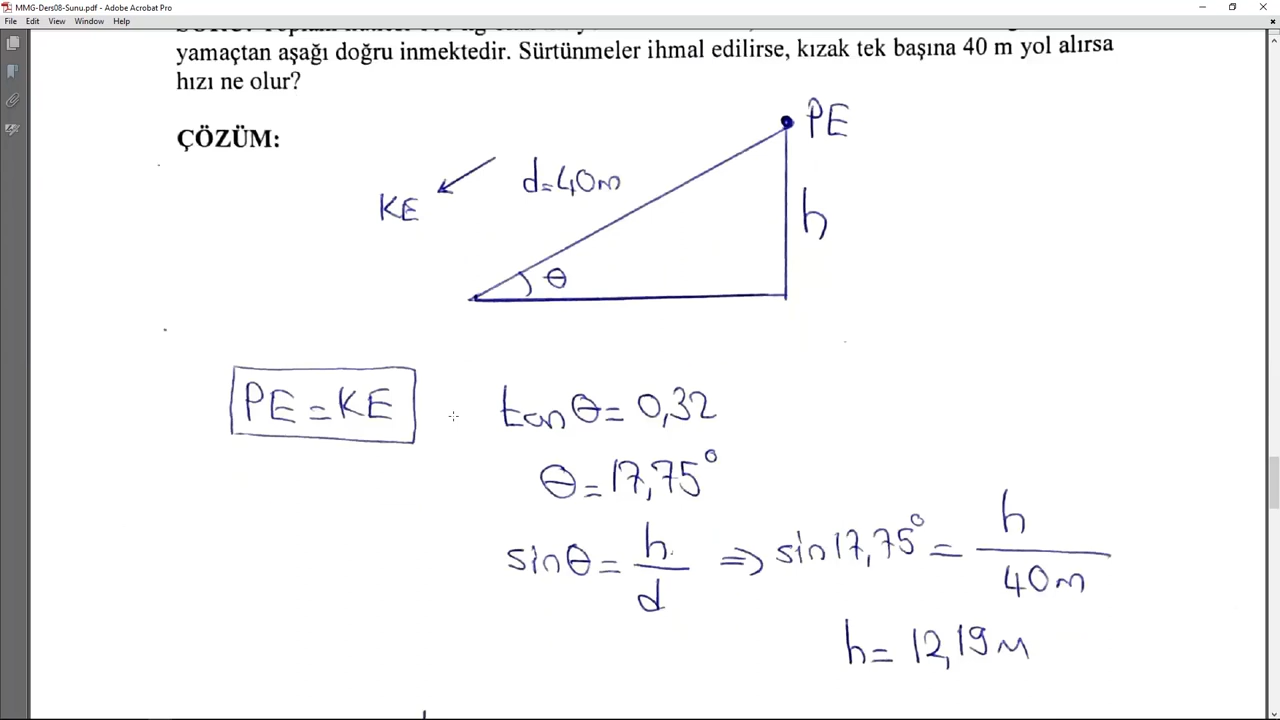 MMG-Ders08-Sunu.pdf - Adobe Acrobat Pro
File Edit View Window Help
yamaçtan aşağı doğru inmektedir. Sürtünmeler ihmal edilirse, kızak tek başına 40 m yol alırsa
hızı ne olur?
ÇÖZÜM:
PE
d=40m
KE
h
θ
PE = KE
tanθ = 0,32
θ = 17,75°
sinθ = h/d ⇒ sin17,75° = h/40m
h = 12,19m